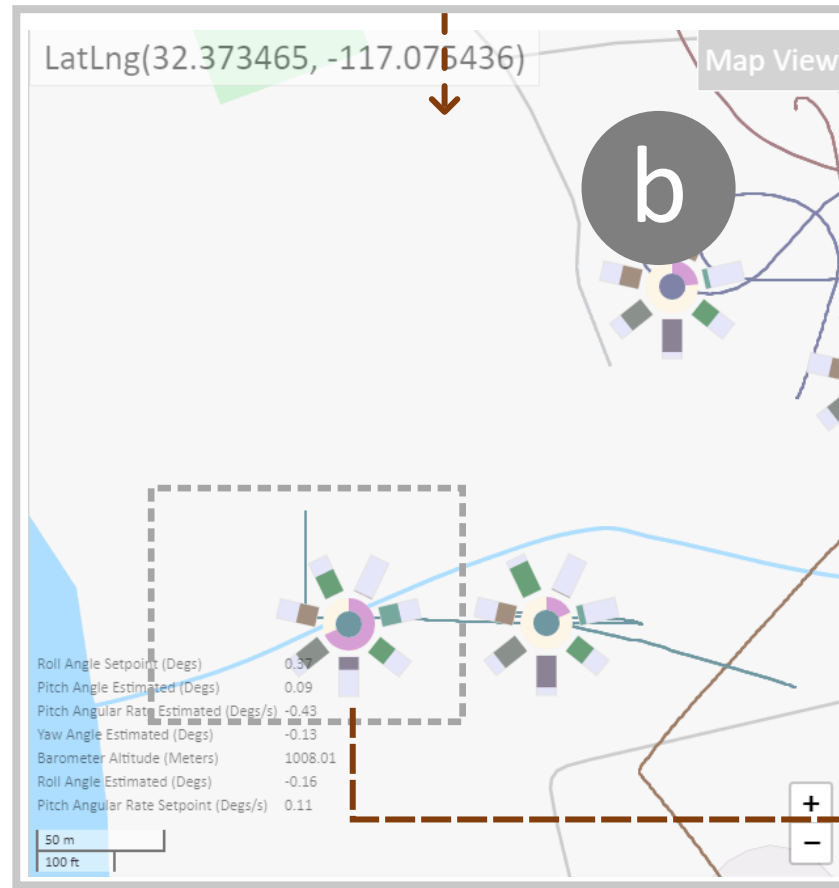 LatLng(32.373465, -117.075436)
Map View
b
Roll Angle Setpoint (Degs) 0.37
Pitch Angle Estimated (Degs) 0.09
Pitch Angular Rate Estimated (Degs/s) -0.43
Yaw Angle Estimated (Degs) -0.13
Barometer Altitude (Meters) 1008.01
Roll Angle Estimated (Degs) -0.16
Pitch Angular Rate Setpoint (Degs/s) 0.11
+
−
50 m
100 ft